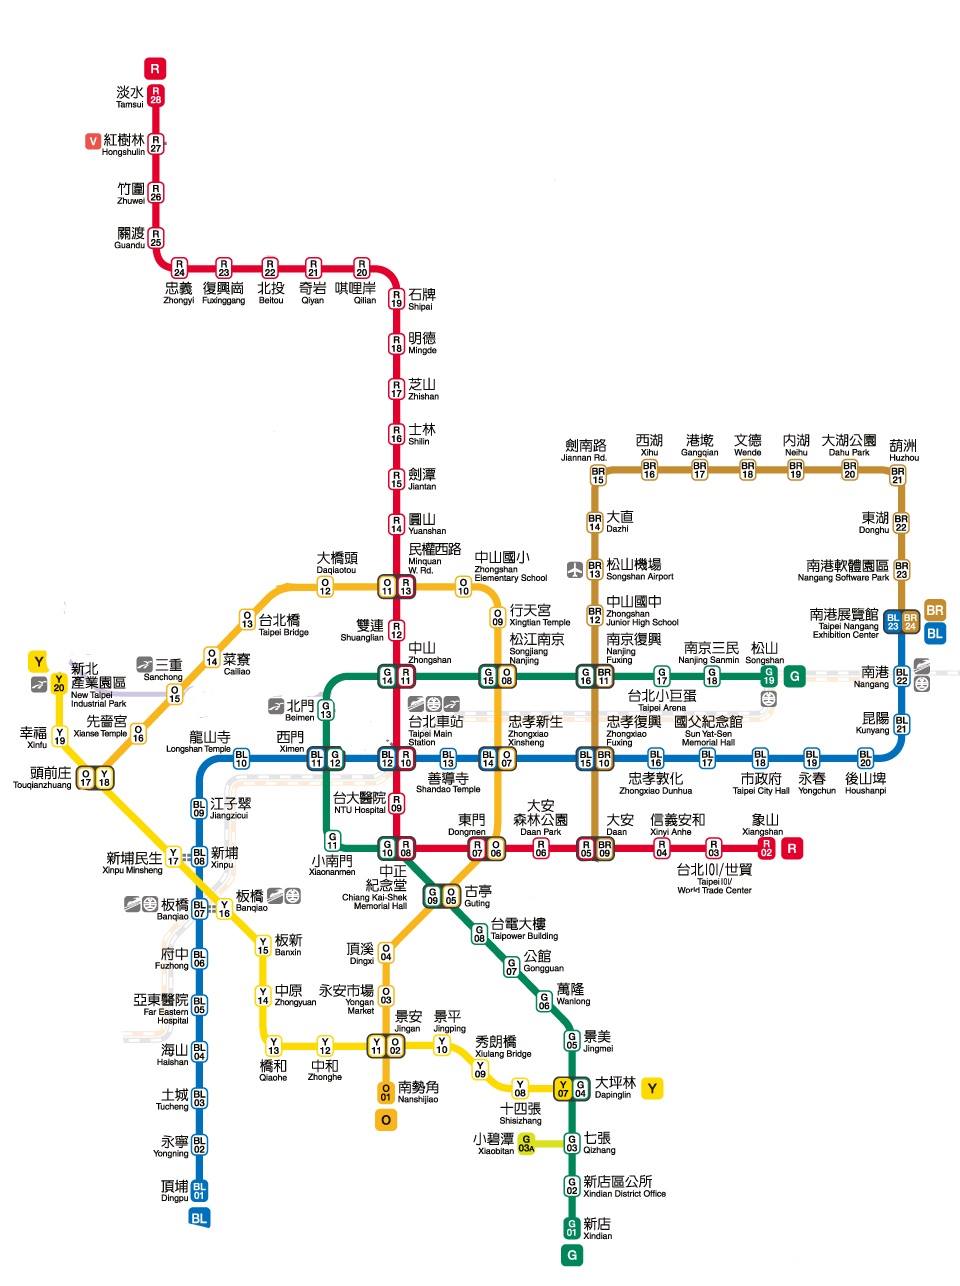 R
淡水
Tamsui
R
28
V
紅樹林
Hongshulin
R
27
竹圍
Zhuwei
R
26
關渡
Guandu
R
25
R
24
忠義
Zhongyi
R
23
復興崗
Fuxinggang
R
22
北投
Beitou
R
21
奇岩
Qiyan
R
20
唭哩岸
Qilian
R
19
石牌
Shipai
R
18
明德
Mingde
R
17
芝山
Zhishan
R
16
士林
Shilin
R
15
劍潭
Jiantan
R
14
圓山
Yuanshan
劍南路
Jiannan Rd.
BR
15
西湖
Xihu
BR
16
港墘
Gangqian
BR
17
文德
Wende
BR
18
內湖
Neihu
BR
19
大湖公園
Dahu Park
BR
20
葫洲
Huzhou
BR
21
BR
14
大直
Dazhi
東湖
Donghu
BR
22
BR
13
松山機場
Songshan Airport
南港軟體園區
Nangang Software Park
BR
23
BR
12
中山國中
Zhongshan
Junior High School
南港展覽館
Taipei Nangang
Exhibition Center
BL
23
BR
24
BR
BL
大橋頭
Daqiaotou
O
12
民權西路
Minquan
W. Rd.
O
11
R
13
中山國小
Zhongshan
Elementary School
O
10
O
09
行天宮
Xingtian Temple
O
13
台北橋
Taipei Bridge
雙連
Shuanglian
R
12
O
14
菜寮
Cailiao
三重
Sanchong
O
15
中山
Zhongshan
G
14
R
11
松江南京
Songjiang
Nanjing
G
15
O
08
南京復興
Nanjing
Fuxing
G
16
BR
11
台北小巨蛋
Taipei Arena
G
17
南京三民
Nanjing Sanmin
G
18
松山
Songshan
G
19
G
南港
Nangang
BL
22
Y
Y
20
新北
產業園區
New Taipei
Industrial Park
幸福
Xinfu
Y
19
先嗇宮
Xianse Temple
O
16
頭前庄
Touqianzhuang
O
17
Y
18
北門
Beimen
G
13
台北車站
Taipei Main
Station
BL
12
R
10
龍山寺
Longshan Temple
BL
10
西門
Ximen
BL
11
G
12
BL
13
善導寺
Shandao Temple
忠孝新生
Zhongxiao
Xinsheng
BL
14
O
07
忠孝復興
Zhongxiao
Fuxing
BL
15
BR
10
BL
16
忠孝敦化
Zhongxiao Dunhua
國父紀念館
Sun Yat-Sen
Memorial Hall
BL
17
BL
18
市政府
Taipei City Hall
BL
19
永春
Yongchun
BL
20
後山埤
Houshanpi
昆陽
Kunyang
BL
21
BL
09
江子翠
Jiangzicui
台大醫院
NTU Hospital
R
09
G
11
小南門
Xiaonanmen
G
10
R
08
中正
紀念堂
Chiang Kai-Shek
Memorial Hall
東門
Dongmen
R
07
O
06
大安
森林公園
Daan Park
R
06
大安
Daan
R
05
BR
09
信義安和
Xinyi Anhe
R
04
R
03
台北101/世貿
Taipei101/
World Trade Center
象山
Xiangshan
R
02
R
新埔民生
Xinpu Minsheng
Y
17
BL
08
新埔
Xinpu
板橋
Banqiao
BL
07
Y
16
板橋
Banqiao
G
09
O
05
古亭
Guting
G
08
台電大樓
Taipower Building
G
07
公館
Gongguan
G
06
萬隆
Wanlong
G
05
景美
Jingmei
府中
Fuzhong
BL
06
Y
15
板新
Banxin
頂溪
Dingxi
O
04
亞東醫院
Far Eastern
Hospital
BL
05
Y
14
中原
Zhongyuan
永安市場
Yongan
Market
O
03
海山
Haishan
BL
04
Y
13
橋和
Qiaohe
Y
12
中和
Zhonghe
景安
Jingan
Y
11
O
02
景平
Jingping
Y
10
秀朗橋
Xiulang Bridge
Y
09
Y
08
十四張
Shisizhang
Y
07
G
04
大坪林
Dapinglin
Y
O
01
南勢角
Nanshijiao
O
土城
Tucheng
BL
03
永寧
Yongning
BL
02
頂埔
Dingpu
BL
01
BL
小碧潭
Xiaobitan
G
03A
G
03
七張
Qizhang
G
02
新店區公所
Xindian District Office
G
01
新店
Xindian
G